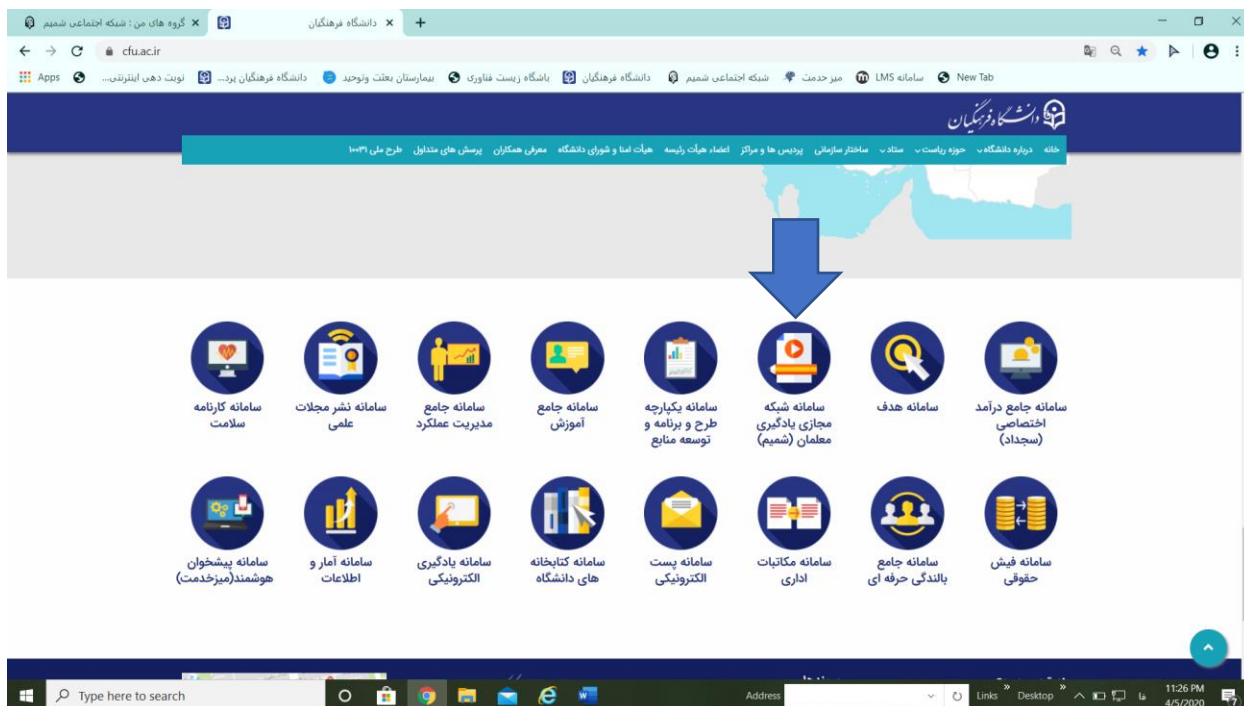 گروه های من : شبکه اجتماعی شمیم
دانشگاه فرهنگیان
cfu.ac.ir
Apps
نوبت دهی اینترنتی...
دانشگاه فرهنگیان پرد...
بیمارستان بعثت وتوحید
باشگاه زیست فناوری
دانشگاه فرهنگیان
شبکه اجتماعی شمیم
میز خدمت
سامانه LMS
New Tab
دانشگاه فرهنگیان
خانه درباره دانشگاه حوزه ریاست ستاد ساختار سازمانی پردیس ها و مراکز اعضاء هیأت رئیسه هیأت امنا و شورای دانشگاه معرفی همکاران پرسش های متداول طرح ملی ۱۰۰۳۱
سامانه جامع درآمد
اختصاصی
(سجداد)
سامانه هدف
سامانه شبکه
مجازی یادگیری
معلمان (شمیم)
سامانه یکپارچه
طرح و برنامه و
توسعه منابع
سامانه جامع
آموزش
سامانه جامع
مدیریت عملکرد
سامانه نشر مجلات
علمی
سامانه کارنامه
سلامت
سامانه فیش
حقوقی
سامانه جامع
بالندگی حرفه ای
سامانه مکاتبات
اداری
سامانه پست
الکترونیکی
سامانه کتابخانه
های دانشگاه
سامانه یادگیری
الکترونیکی
سامانه آمار و
اطلاعات
سامانه پیشخوان
هوشمند(میزخدمت)
Type here to search
Address
Links
Desktop
فا
11:26 PM
4/5/2020